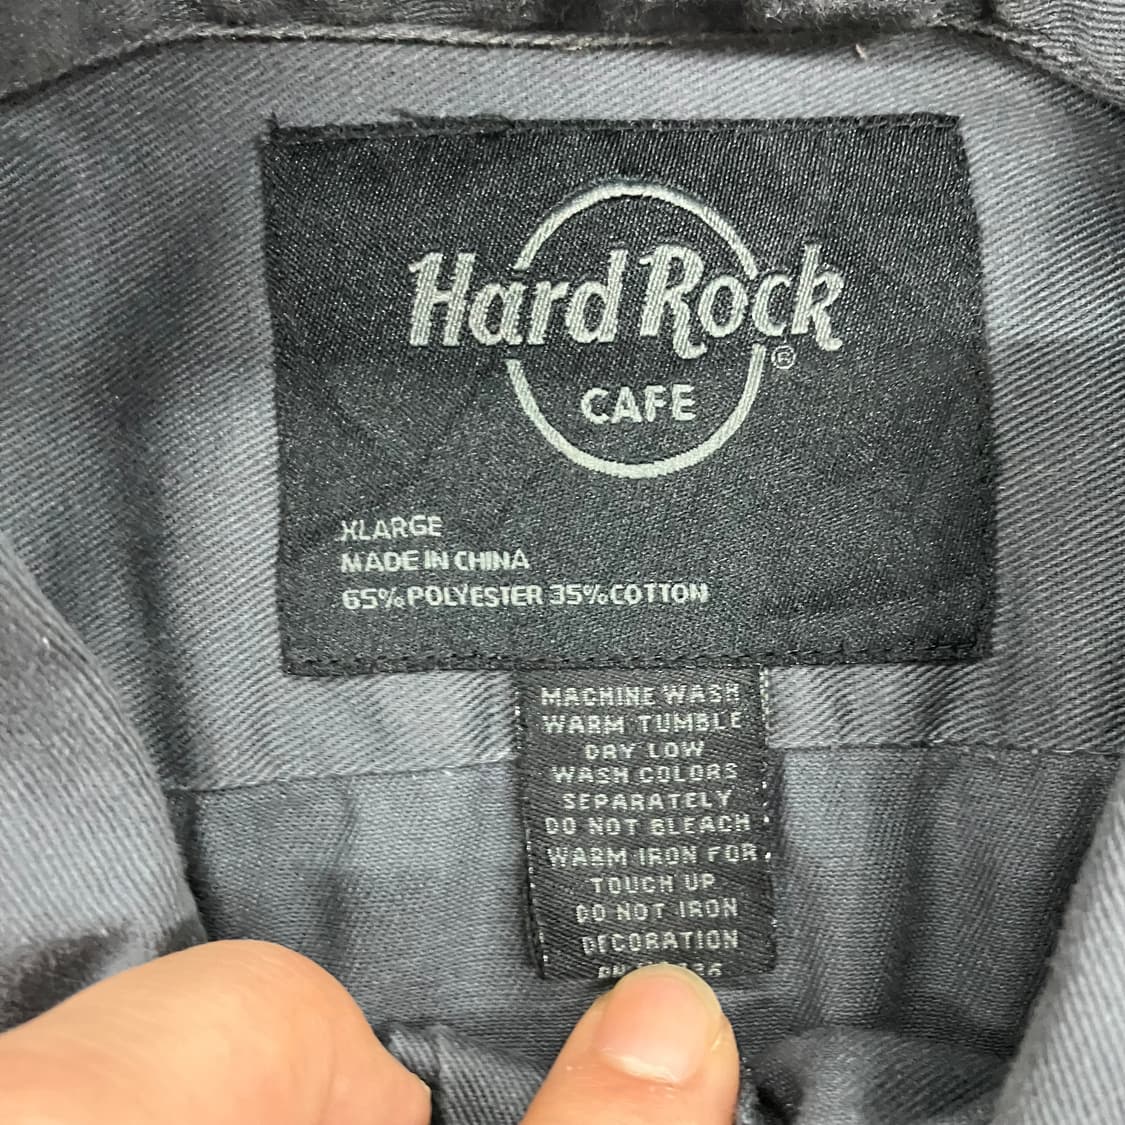 Hard Rock
®
CAFE
XLARGE
MADE IN CHINA
65% POLYESTER 35% COTTON
MACHINE WASH
WARM TUMBLE
DRY LOW
WASH COLORS
SEPARATELY
DO NOT BLEACH
WARM IRON FOR
TOUCH UP
DO NOT IRON
DECORATION